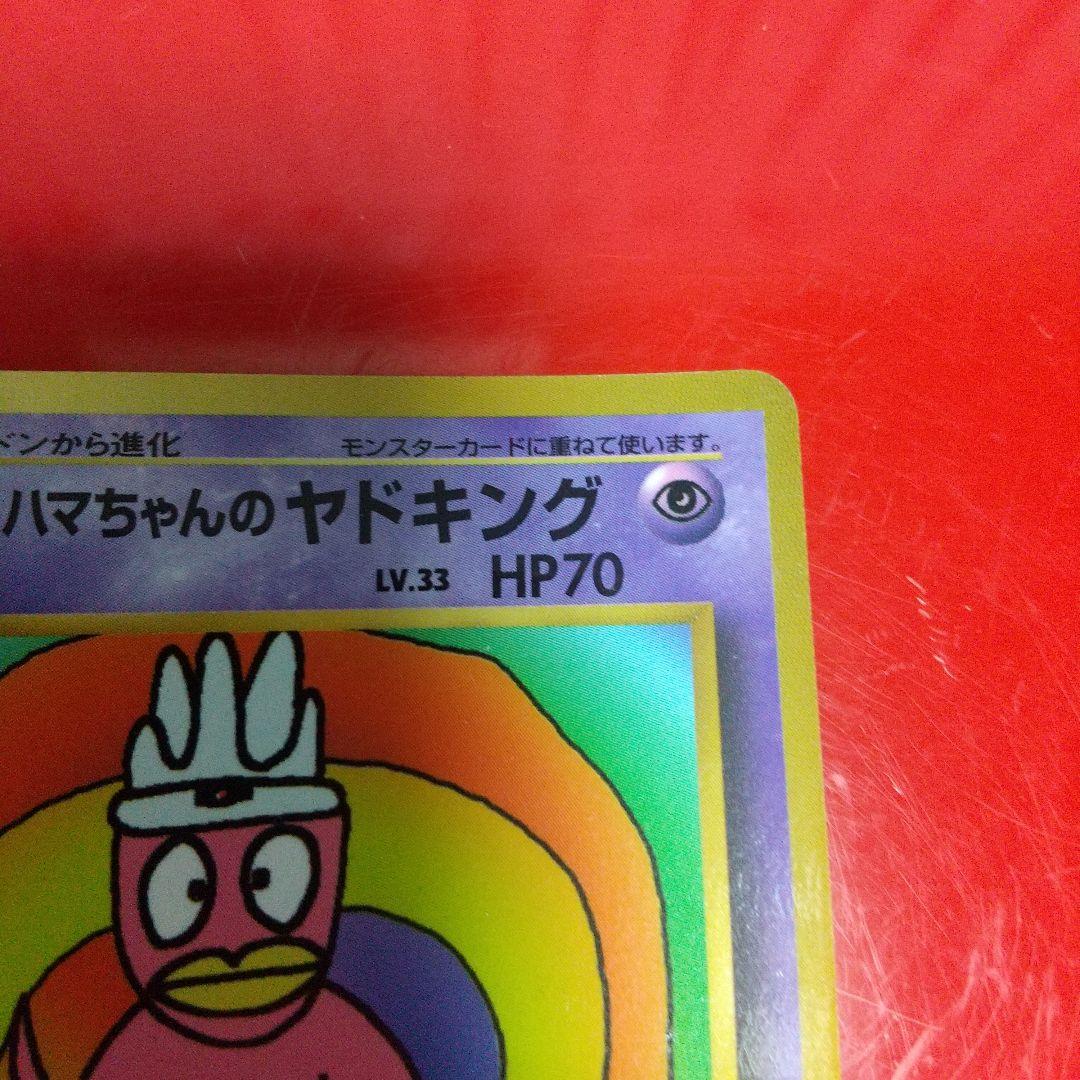 ドンから進化
モンスターカードに重ねて使います。
ハマちゃんのヤドキング
LV.33 HP70